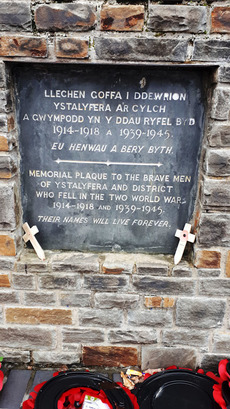 LLECHEN GOFFA I DDEWRION
YSTALYFERA A'R CYLCH
A GWYMPODD YN Y DDAU RYFEL BYD
1914-1918 A 1939-1945.
EU HENWAU A BERY BYTH.
MEMORIAL PLAQUE TO THE BRAVE MEN
OF YSTALYFERA AND DISTRICT
WHO FELL IN THE TWO WORLD WARS
1914-1918 AND 1939-1945.
THEIR NAMES WILL LIVE FOREVER.